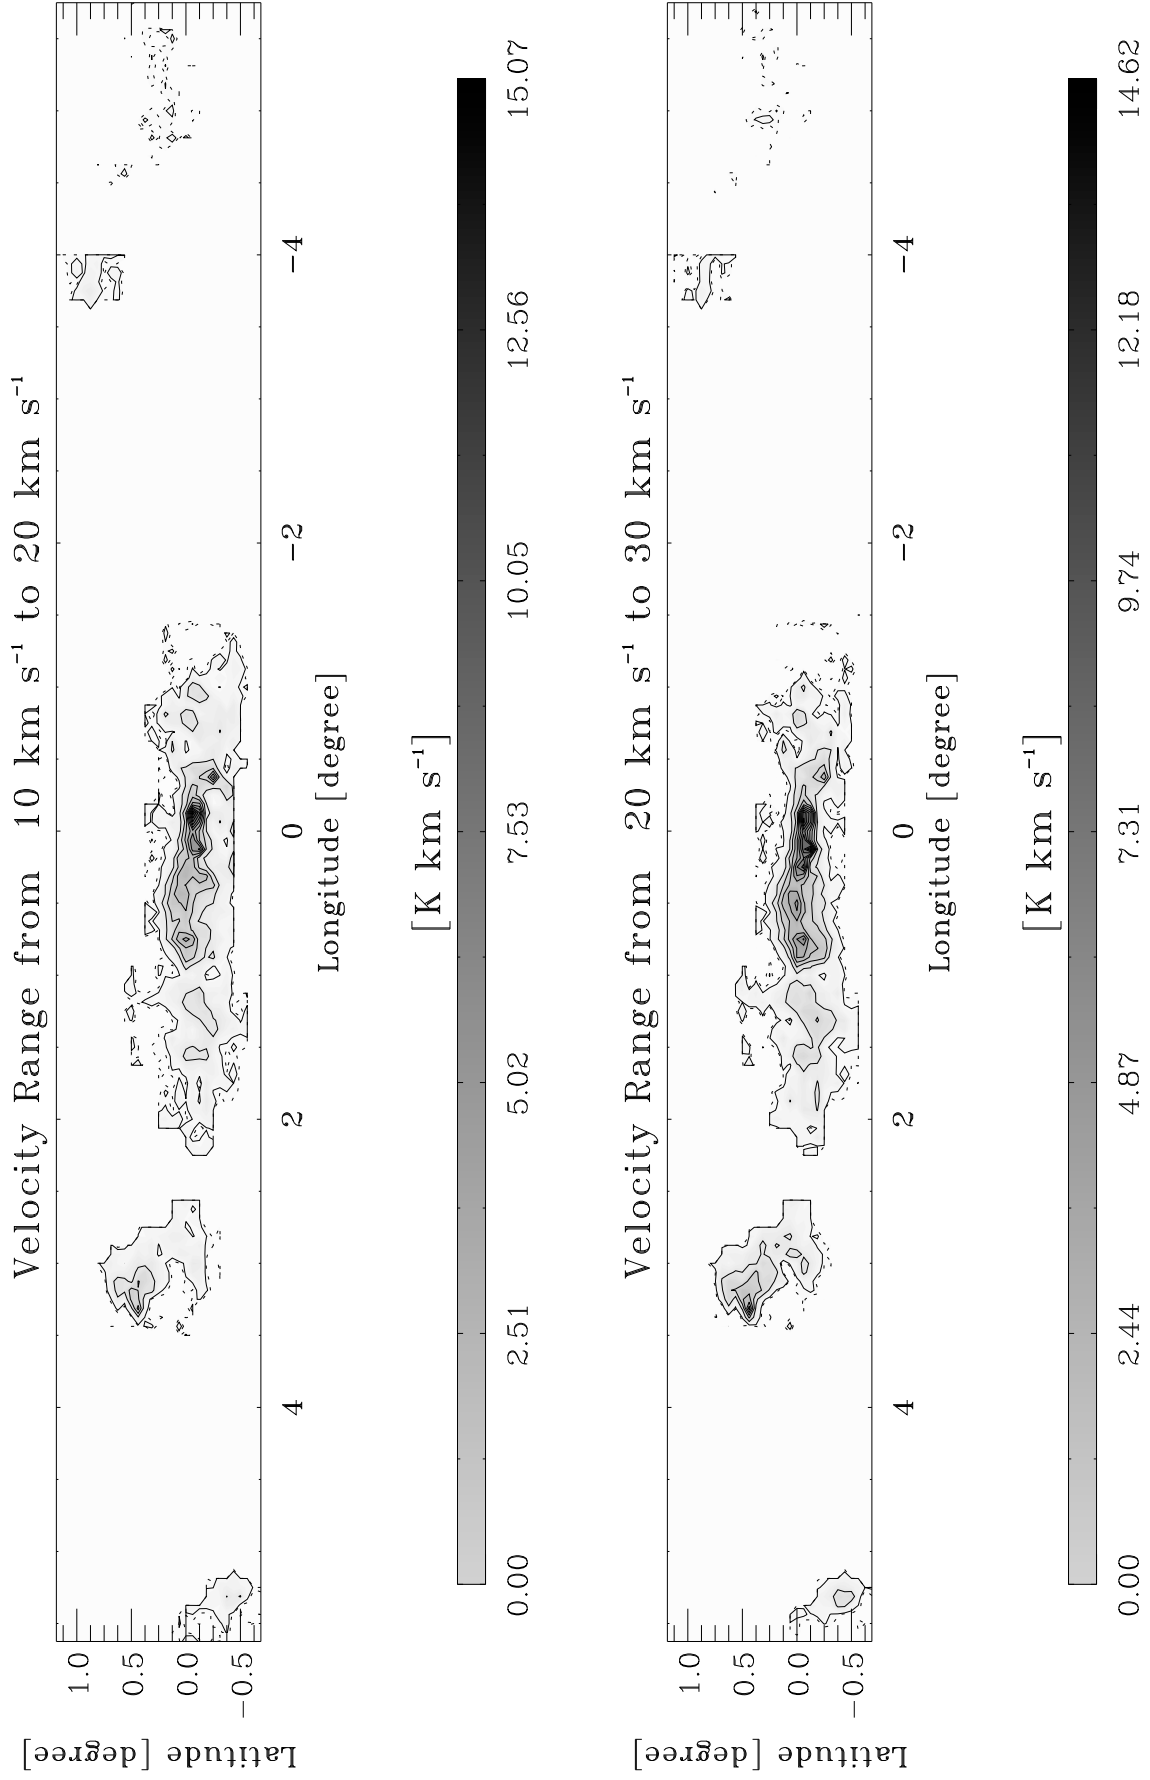 Velocity Range from 10 km s⁻¹ to 20 km s⁻¹
Latitude [degree]
1.0
0.5
0.0
−0.5
4 2 0 −2 −4
Longitude [degree]
[K km s⁻¹]
0.00 2.51 5.02 7.53 10.05 12.56 15.07
Velocity Range from 20 km s⁻¹ to 30 km s⁻¹
Latitude [degree]
1.0
0.5
0.0
−0.5
4 2 0 −2 −4
Longitude [degree]
[K km s⁻¹]
0.00 2.44 4.87 7.31 9.74 12.18 14.62